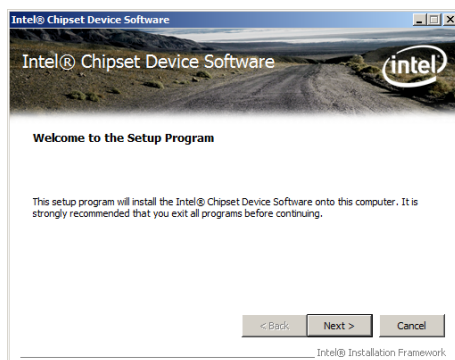 Intel® Chipset Device Software
Intel® Chipset Device Software
intel
Welcome to the Setup Program
This setup program will install the Intel® Chipset Device Software onto this computer. It is
strongly recommended that you exit all programs before continuing.
< Back Next > Cancel
Intel® Installation Framework